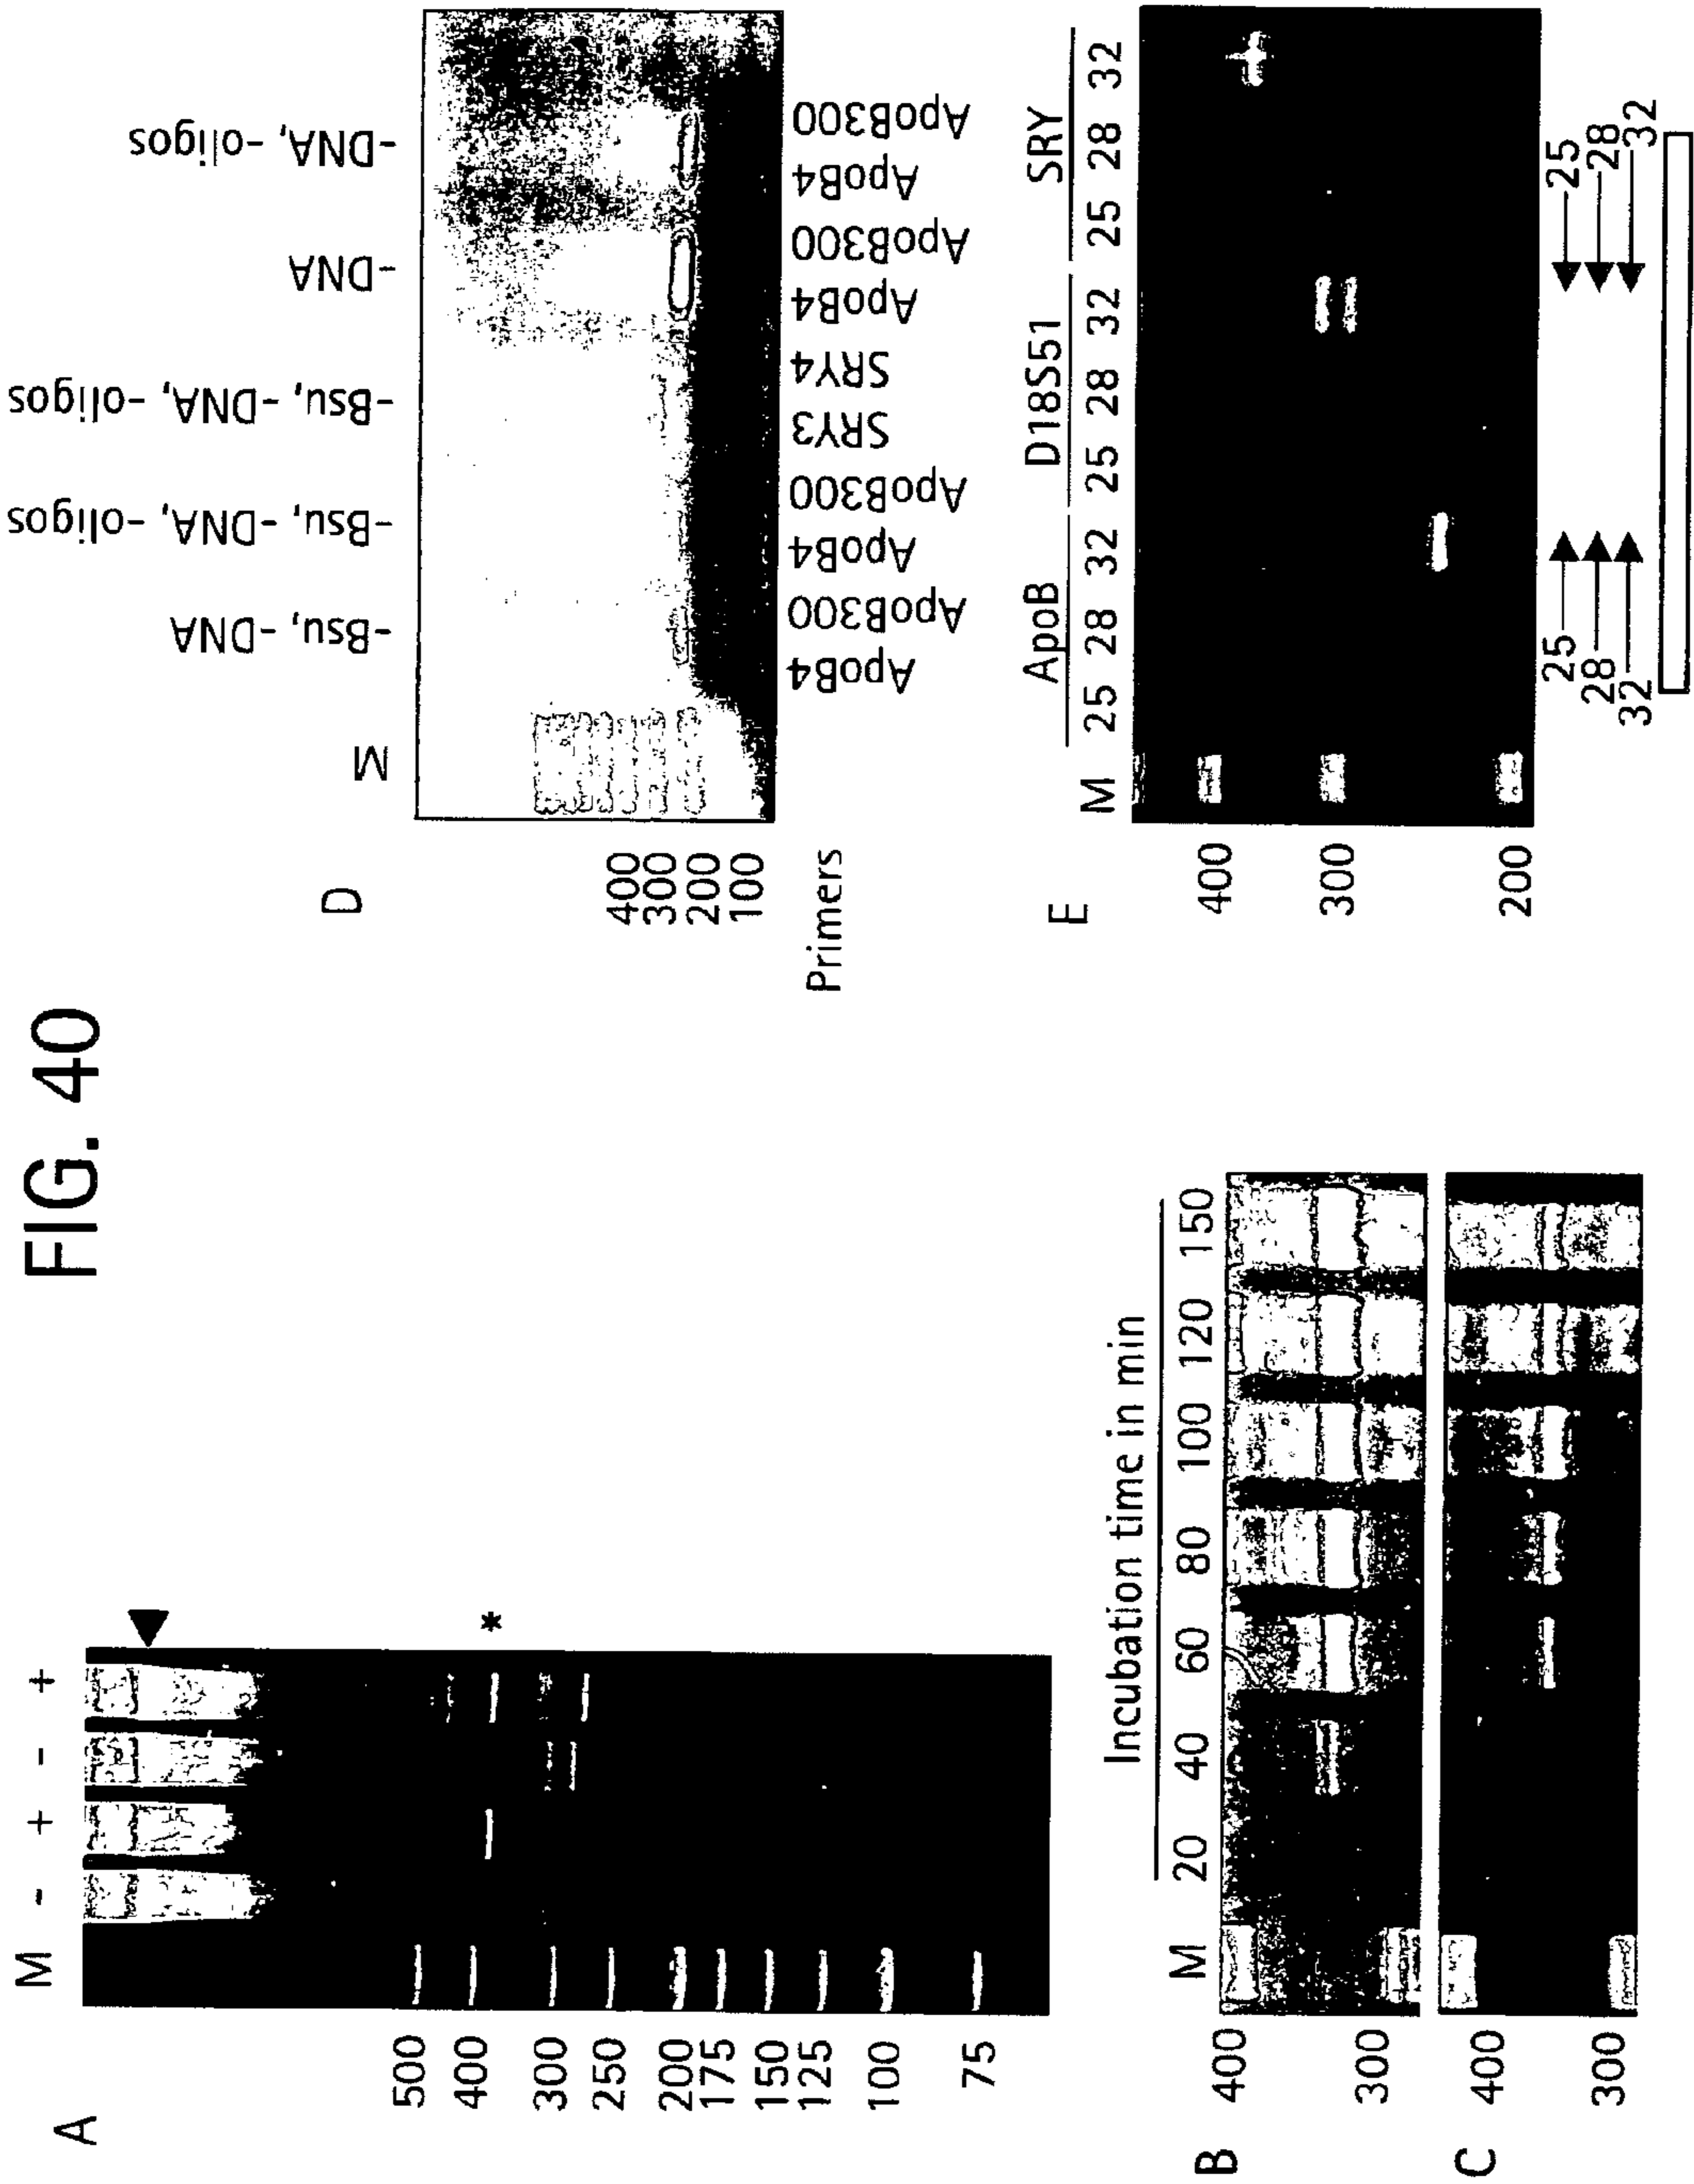 FIG. 40
A
M - + - +
500
400
300
250
200
175
150
125
100
75
*
B
Incubation time in min
M 20 40 60 80 100 120 150
400
300
C
400
300
D
M
-Bsu, -DNA
-Bsu, -DNA, -oligos
-Bsu, -DNA, -oligos
-DNA
-DNA, -oligos
400
300
200
100
Primers
ApoB4
ApoB300
ApoB4
ApoB300
SRY3
SRY4
ApoB4
ApoB300
ApoB4
ApoB300
E
ApoB D18S51 SRY
M 25 28 32 25 28 32 25 28 32
400
300
200
25 25
28 28
32 32